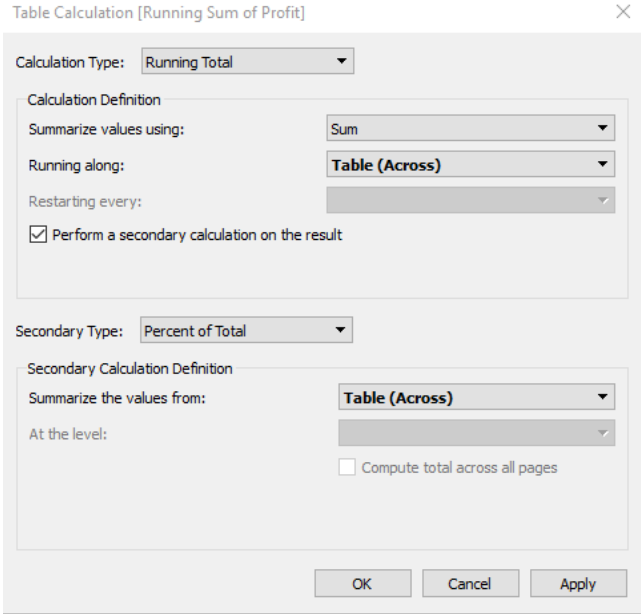 Table Calculation [Running Sum of Profit]
Calculation Type: Running Total
Calculation Definition
Summarize values using: Sum
Running along: Table (Across)
Restarting every:
Perform a secondary calculation on the result
Secondary Type: Percent of Total
Secondary Calculation Definition
Summarize the values from: Table (Across)
At the level:
Compute total across all pages
OK Cancel Apply